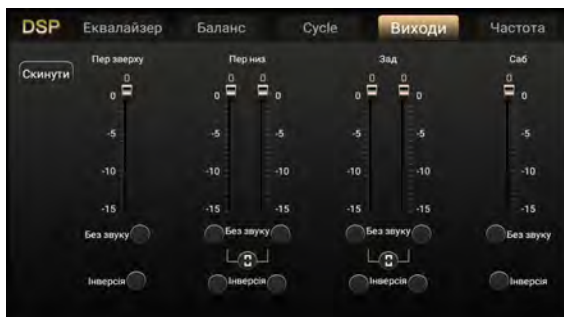 DSP Еквалайзер Баланс Cycle Виходи Частота
Скинути
Пер зверху Пер низ Зад Саб
0 0 0 0 0 0
0 0 0 0 0 0
-5 -5 -5 -5 -5 -5
-10 -10 -10 -10 -10 -10
-15 -15 -15 -15 -15 -15
Без звуку Без звуку Без звуку Без звуку
Інверсія Інверсія Інверсія Інверсія